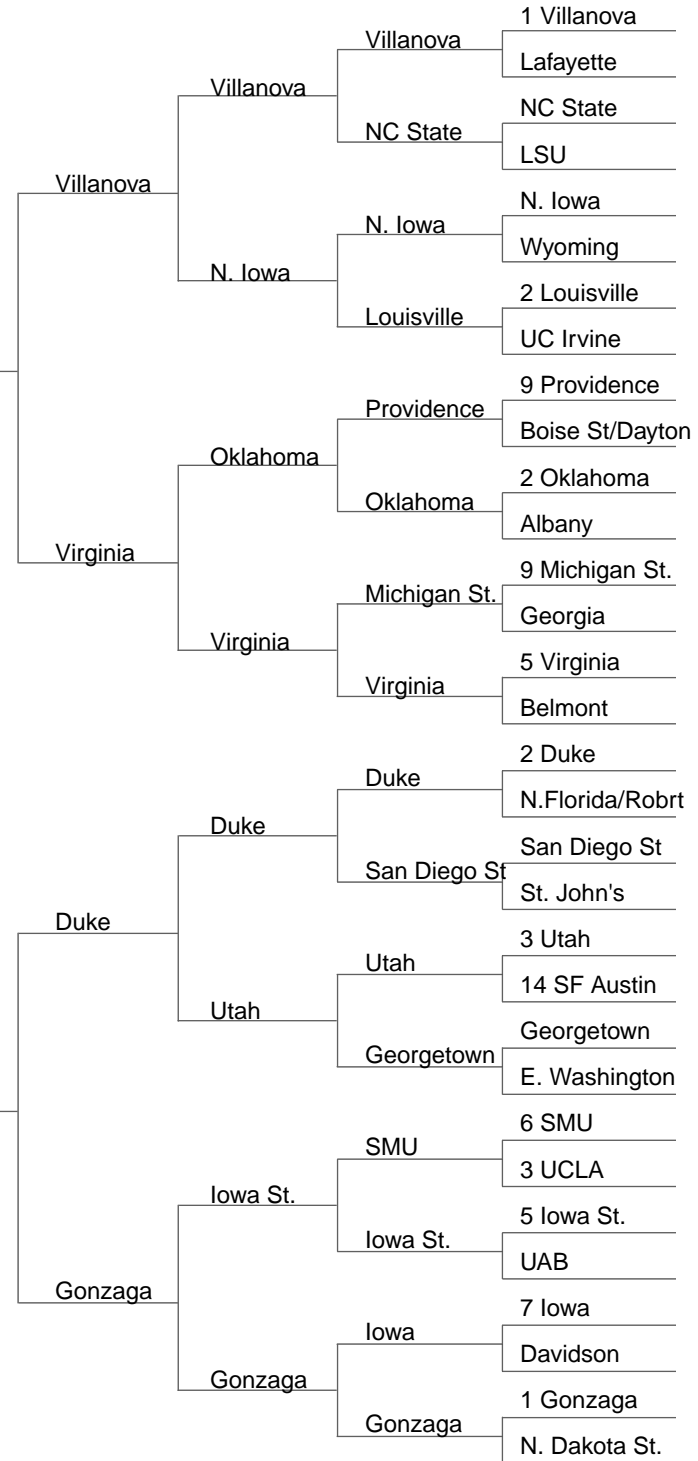 1 Villanova
Villanova
Lafayette
Villanova
NC State
NC State
LSU
Villanova
N. Iowa
N. Iowa
Wyoming
N. Iowa
2 Louisville
Louisville
UC Irvine
9 Providence
Providence
Boise St/Dayton
Oklahoma
2 Oklahoma
Oklahoma
Albany
Virginia
9 Michigan St.
Michigan St.
Georgia
Virginia
5 Virginia
Virginia
Belmont
2 Duke
Duke
N.Florida/Robrt
Duke
San Diego St
San Diego St
St. John's
Duke
3 Utah
Utah
14 SF Austin
Utah
Georgetown
Georgetown
E. Washington
6 SMU
SMU
3 UCLA
Iowa St.
5 Iowa St.
Iowa St.
UAB
Gonzaga
7 Iowa
Iowa
Davidson
Gonzaga
1 Gonzaga
Gonzaga
N. Dakota St.